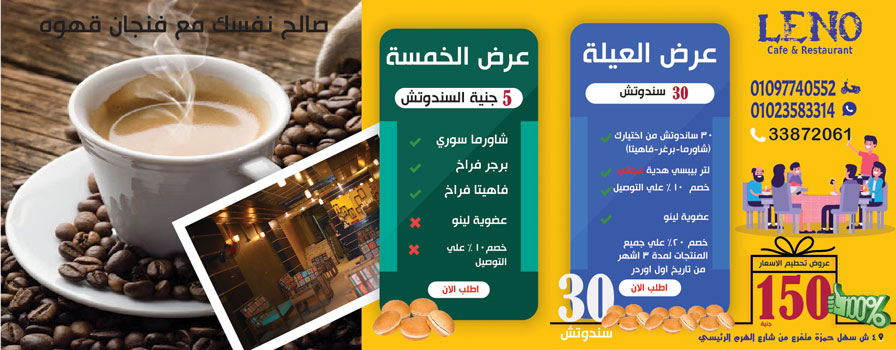 صالح نفسك مع فنجان قهوه
LENO
Cafe & Restaurant
01097740552
01023583314
33872061
عرض العيلة
30 سندوتش
٣٠ ساندوتش من اختيارك
(شاورما-برغر-فاهيتا)
لتر بيبسي هدية مجاني
خصم ١٠٪ علي التوصيل
عضوية لينو
خصم ٢٠٪ علي جميع
المنتجات لمدة ٣ اشهر
من تاريخ اول اوردر
اطلب الان
30
سندوتش
عرض الخمسة
5 جنية السندوتش
شاورما سوري
برجر فراخ
فاهيتا فراخ
عضوية لينو
خصم ١٠٪ علي
التوصيل
اطلب الان
عروض تحطيم الاسعار
150
جنية
100%
١ ش سهل حمزة متفرع من شارع الهرم الرئيسي